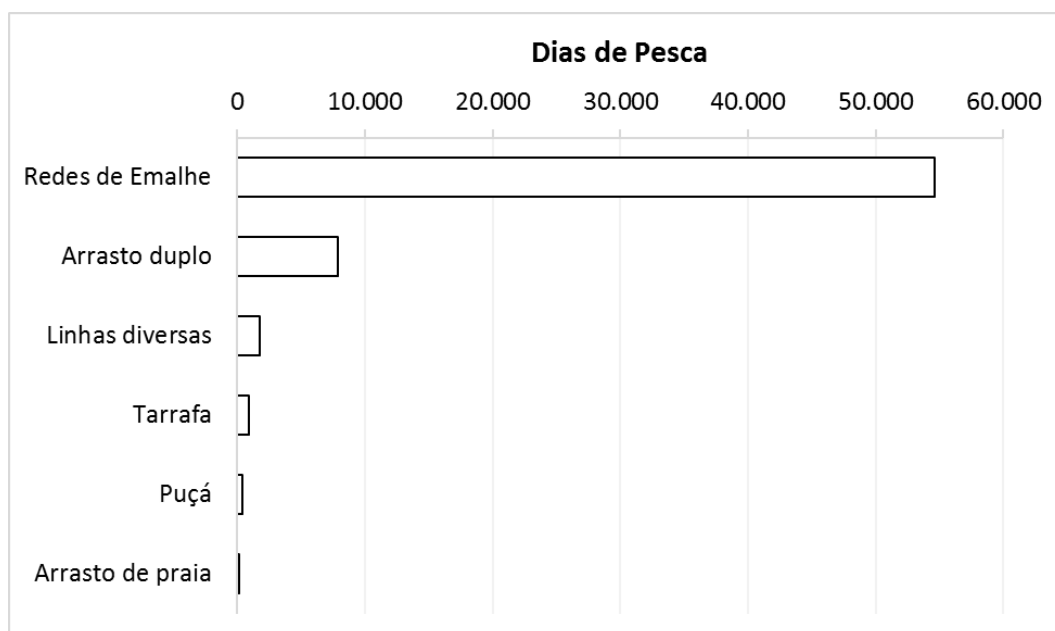 Dias de Pesca
0 10.000 20.000 30.000 40.000 50.000 60.000
Redes de Emalhe
Arrasto duplo
Linhas diversas
Tarrafa
Puçá
Arrasto de praia